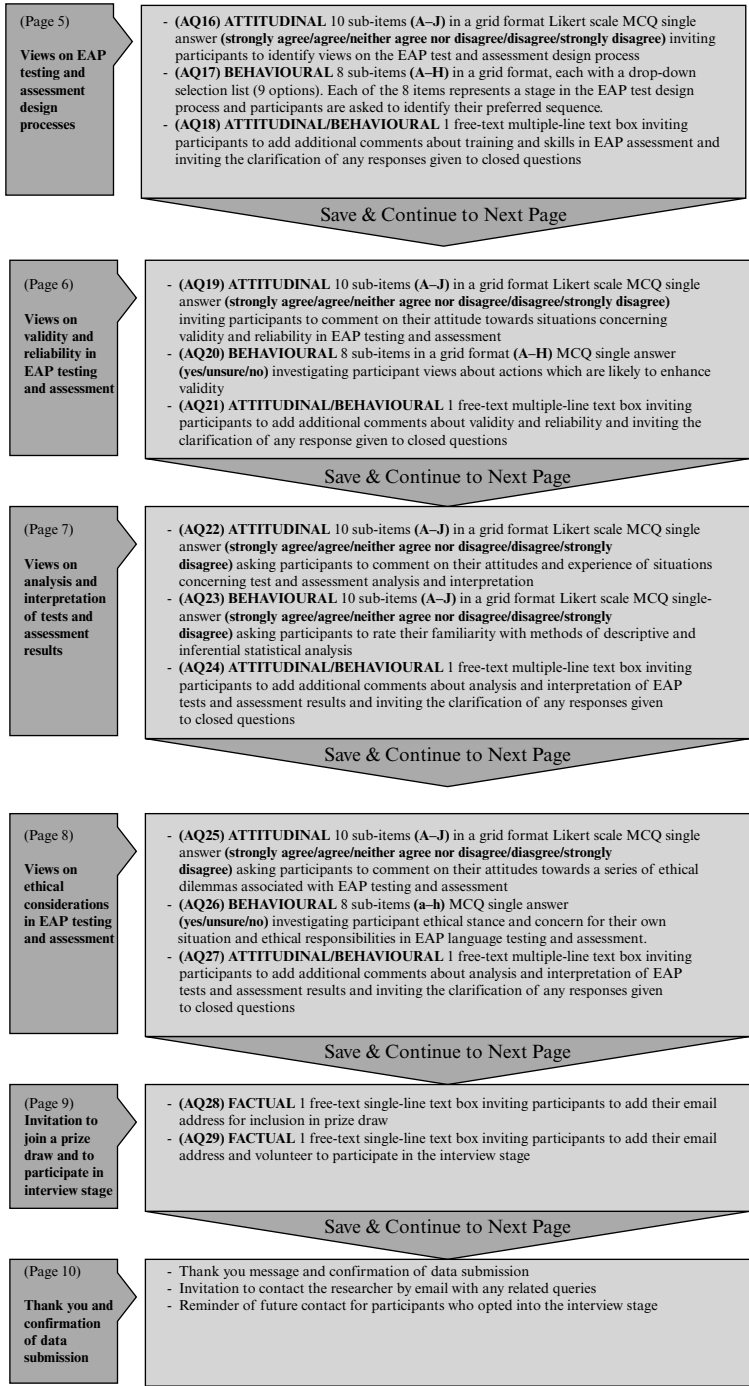 (Page 5)
Views on EAP
testing and
assessment
design
processes
- (AQ16) ATTITUDINAL 10 sub-items (A–J) in a grid format Likert scale MCQ single
answer (strongly agree/agree/neither agree nor disagree/disagree/strongly disagree) inviting
participants to identify views on the EAP test and assessment design process
- (AQ17) BEHAVIOURAL 8 sub-items (A–H) in a grid format, each with a drop-down
selection list (9 options). Each of the 8 items represents a stage in the EAP test design
process and participants are asked to identify their preferred sequence.
- (AQ18) ATTITUDINAL/BEHAVIOURAL 1 free-text multiple-line text box inviting
participants to add additional comments about training and skills in EAP assessment and
inviting the clarification of any responses given to closed questions
Save & Continue to Next Page
(Page 6)
Views on
validity and
reliability in
EAP testing
and assessment
- (AQ19) ATTITUDINAL 10 sub-items (A–J) in a grid format Likert scale MCQ single
answer (strongly agree/agree/neither agree nor disagree/disagree/strongly disagree)
inviting participants to comment on their attitude towards situations concerning
validity and reliability in EAP testing and assessment
- (AQ20) BEHAVIOURAL 8 sub-items in a grid format (A–H) MCQ single answer
(yes/unsure/no) investigating participant views about actions which are likely to enhance
validity
- (AQ21) ATTITUDINAL/BEHAVIOURAL 1 free-text multiple-line text box inviting
participants to add additional comments about validity and reliability and inviting the
clarification of any response given to closed questions
Save & Continue to Next Page
(Page 7)
Views on
analysis and
interpretation
of tests and
assessment
results
- (AQ22) ATTITUDINAL 10 sub-items (A–J) in a grid format Likert scale MCQ single
answer (strongly agree/agree/neither agree nor disagree/disagree/strongly
disagree) asking participants to comment on their attitudes and experience of situations
concerning test and assessment analysis and interpretation
- (AQ23) BEHAVIOURAL 10 sub-items (A–J) in a grid format Likert scale MCQ single-
answer (strongly agree/agree/neither agree nor disagree/disagree/strongly
disagree) asking participants to rate their familiarity with methods of descriptive and
inferential statistical analysis
- (AQ24) ATTITUDINAL/BEHAVIOURAL 1 free-text multiple-line text box inviting
participants to add additional comments about analysis and interpretation of EAP
tests and assessment results and inviting the clarification of any responses given
to closed questions
Save & Continue to Next Page
(Page 8)
Views on
ethical
considerations
in EAP testing
and assessment
- (AQ25) ATTITUDINAL 10 sub-items (A–J) in a grid format Likert scale MCQ single
answer (strongly agree/agree/neither agree nor disagree/diasgree/strongly
disagree) asking participants to comment on their attitudes towards a series of ethical
dilemmas associated with EAP testing and assessment
- (AQ26) BEHAVIOURAL 8 sub-items (a–h) MCQ single answer
(yes/unsure/no) investigating participant ethical stance and concern for their own
situation and ethical responsibilities in EAP language testing and assessment.
- (AQ27) ATTITUDINAL/BEHAVIOURAL 1 free-text multiple-line text box inviting
participants to add additional comments about analysis and interpretation of EAP
tests and assessment results and inviting the clarification of any responses given
to closed questions
Save & Continue to Next Page
(Page 9)
Invitation to
join a prize
draw and to
participate in
interview stage
- (AQ28) FACTUAL 1 free-text single-line text box inviting participants to add their email
address for inclusion in prize draw
- (AQ29) FACTUAL 1 free-text single-line text box inviting participants to add their email
address and volunteer to participate in the interview stage
Save & Continue to Next Page
(Page 10)
Thank you and
confirmation
of data
submission
- Thank you message and confirmation of data submission
- Invitation to contact the researcher by email with any related queries
- Reminder of future contact for participants who opted into the interview stage